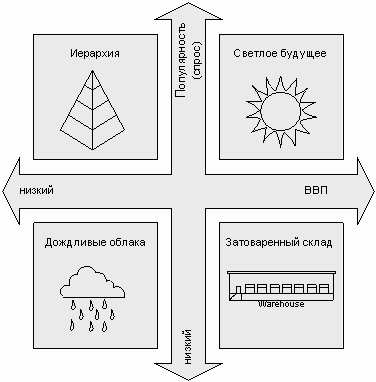 Иерархия
Популярность
(спрос)
Светлое будущее
низкий
ВВП
Дождливые облака
Затоваренный склад
Warehouse
низкий